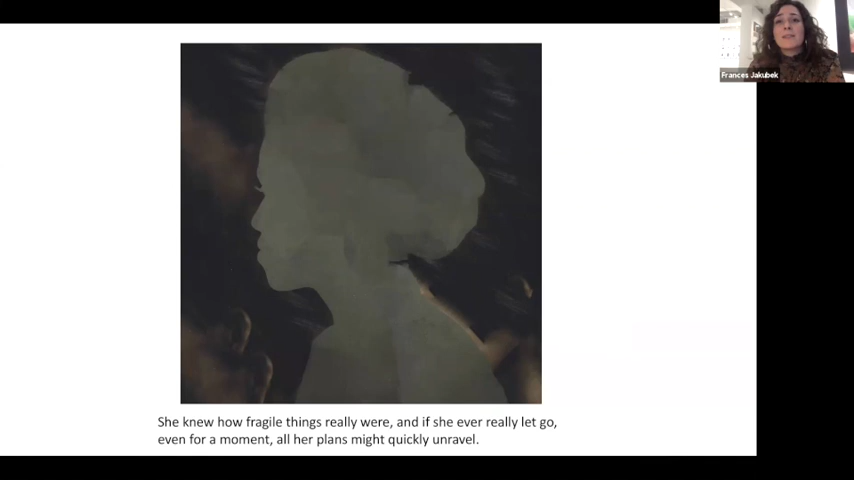 Frances Jakubek
She knew how fragile things really were, and if she ever really let go,
even for a moment, all her plans might quickly unravel.